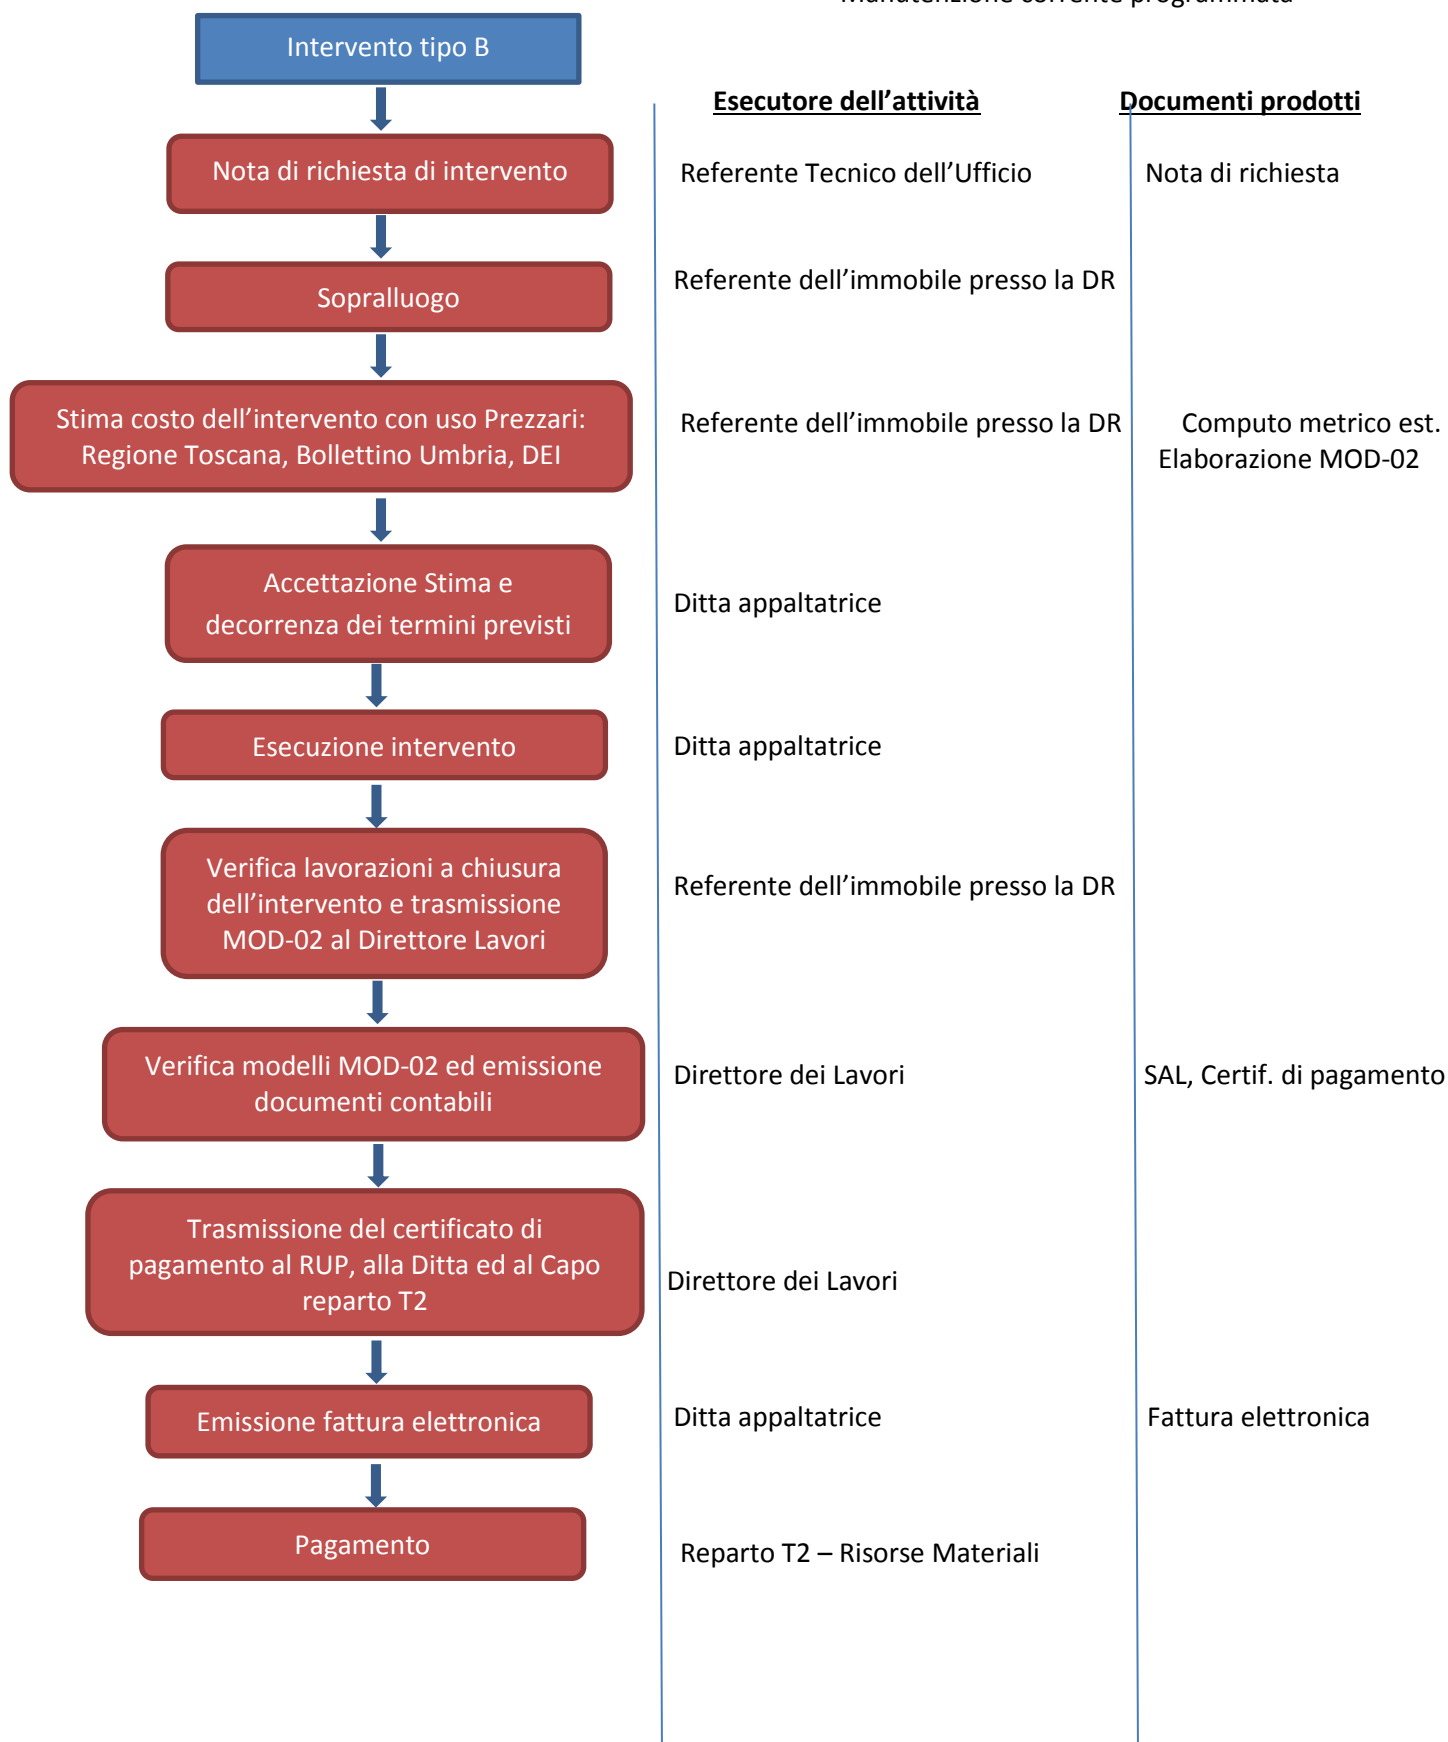 Manutenzione corrente programmata
Intervento tipo B
Esecutore dell’attività
Documenti prodotti
Nota di richiesta di intervento
Referente Tecnico dell’Ufficio
Nota di richiesta
Sopralluogo
Referente dell’immobile presso la DR
Stima costo dell’intervento con uso Prezzari:
Regione Toscana, Bollettino Umbria, DEI
Referente dell’immobile presso la DR
Computo metrico est.
Elaborazione MOD-02
Accettazione Stima e
decorrenza dei termini previsti
Ditta appaltatrice
Esecuzione intervento
Ditta appaltatrice
Verifica lavorazioni a chiusura
dell’intervento e trasmissione
MOD-02 al Direttore Lavori
Referente dell’immobile presso la DR
Verifica modelli MOD-02 ed emissione
documenti contabili
Direttore dei Lavori
SAL, Certif. di pagamento
Trasmissione del certificato di
pagamento al RUP, alla Ditta ed al Capo
reparto T2
Direttore dei Lavori
Emissione fattura elettronica
Ditta appaltatrice
Fattura elettronica
Pagamento
Reparto T2 – Risorse Materiali